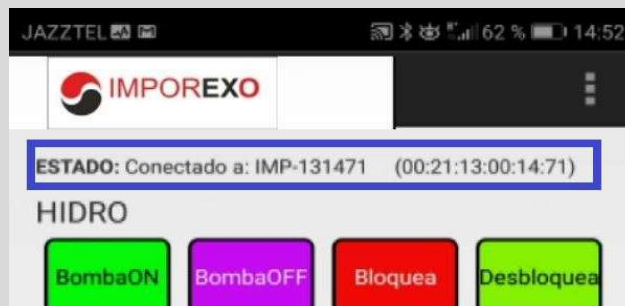 JAZZTEL 62 % 14:52
IMPOREXO
ESTADO: Conectado a: IMP-131471 (00:21:13:00:14:71)
HIDRO
BombaON BombaOFF Bloquea Desbloquea